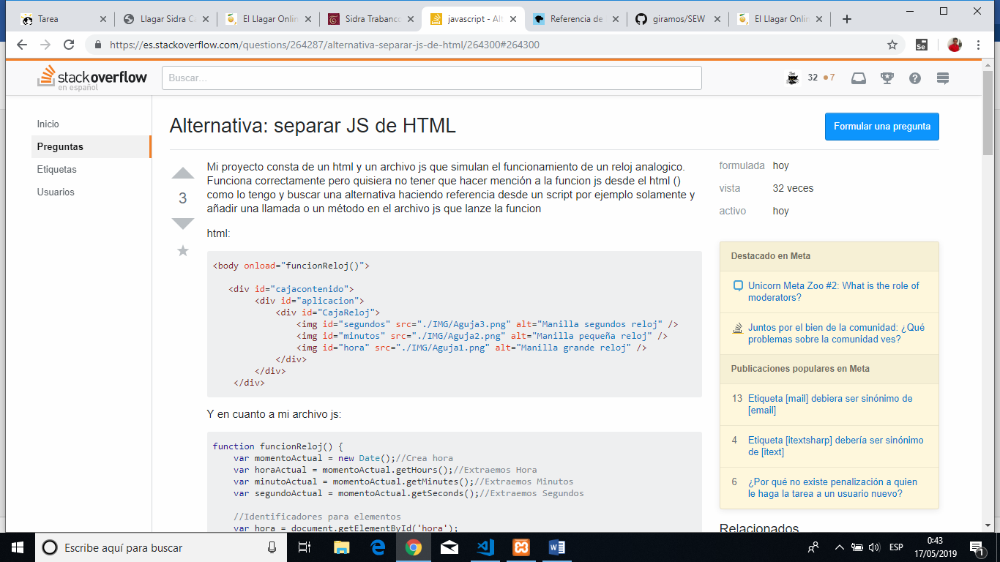 Tarea
Llagar Sidra Ca
El Llagar Onlin
Sidra Trabanco
javascript - Alt
Referencia de
giramos/SEW
El Llagar Onlin
https://es.stackoverflow.com/questions/264287/alternativa-separar-js-de-html/264300#264300
Se
stackoverflow
en español
Buscar...
32 7
Inicio
Preguntas
Etiquetas
Usuarios
Alternativa: separar JS de HTML
Formular una pregunta
3
Mi proyecto consta de un html y un archivo js que simulan el funcionamiento de un reloj analogico.
Funciona correctamente pero quisiera no tener que hacer mención a la funcion js desde el html ()
como lo tengo y buscar una alternativa haciendo referencia desde un script por ejemplo solamente y
añadir una llamada o un método en el archivo js que lanze la funcion
html:
<body onload="funcionReloj()">
<div id="cajacontenido">
<div id="aplicacion">
<div id="CajaReloj">
<img id="segundos" src="./IMG/Aguja3.png" alt="Manilla segundos reloj" />
<img id="minutos" src="./IMG/Aguja2.png" alt="Manilla pequeña reloj" />
<img id="hora" src="./IMG/Aguja1.png" alt="Manilla grande reloj" />
</div>
</div>
</div>
Y en cuanto a mi archivo js:
function funcionReloj() {
var momentoActual = new Date();//Crea hora
var horaActual = momentoActual.getHours();//Extraemos Hora
var minutoActual = momentoActual.getMinutes();//Extraemos Minutos
var segundoActual = momentoActual.getSeconds();//Extraemos Segundos
//Identificadores para elementos
var hora = document.getElementById('hora');
formulada hoy
vista 32 veces
activo hoy
Destacado en Meta
Unicorn Meta Zoo #2: What is the role of
moderators?
Juntos por el bien de la comunidad: ¿Qué
problemas sobre la comunidad ves?
Publicaciones populares en Meta
13 Etiqueta [mail] debiera ser sinónimo de
[email]
4 Etiqueta [itextsharp] debería ser sinónimo
de [itext]
6 ¿Por qué no existe penalización a quien
le haga la tarea a un usuario nuevo?
Relacionados
Escribe aquí para buscar
ESP
0:43
17/05/2019
1